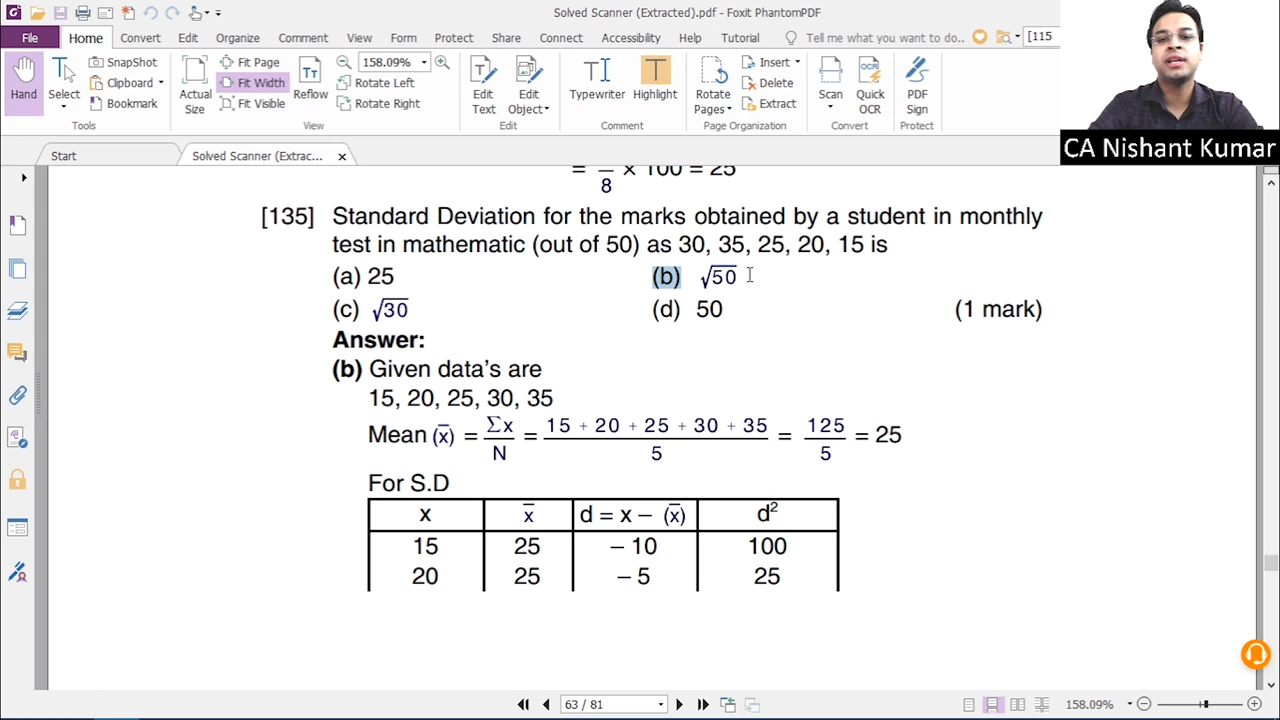 Solved Scanner (Extracted).pdf - Foxit PhantomPDF
File Home Convert Edit Organize Comment View Form Protect Share Connect Accessibility Help Tutorial Tell me what you want to do.. [115
Hand Select SnapShot Clipboard Bookmark Actual Size Fit Page Fit Width Fit Visible Reflow 158.09% Rotate Left Rotate Right Edit Text Edit Object Typewriter Highlight Rotate Pages Insert Delete Extract Scan Quick OCR PDF Sign
Tools View Edit Comment Page Organization Convert Protect
CA Nishant Kumar
Start Solved Scanner (Extrac... x
= 8 × 100 = 25
[135] Standard Deviation for the marks obtained by a student in monthly
test in mathematic (out of 50) as 30, 35, 25, 20, 15 is
(a) 25 (b) √50
(c) √30 (d) 50 (1 mark)
Answer:
(b) Given data's are
15, 20, 25, 30, 35
Mean (x̄) = Σx/N = (15 + 20 + 25 + 30 + 35)/5 = 125/5 = 25
For S.D
x x̄ d = x – (x̄) d²
15 25 – 10 100
20 25 – 5 25
63 / 81 158.09%